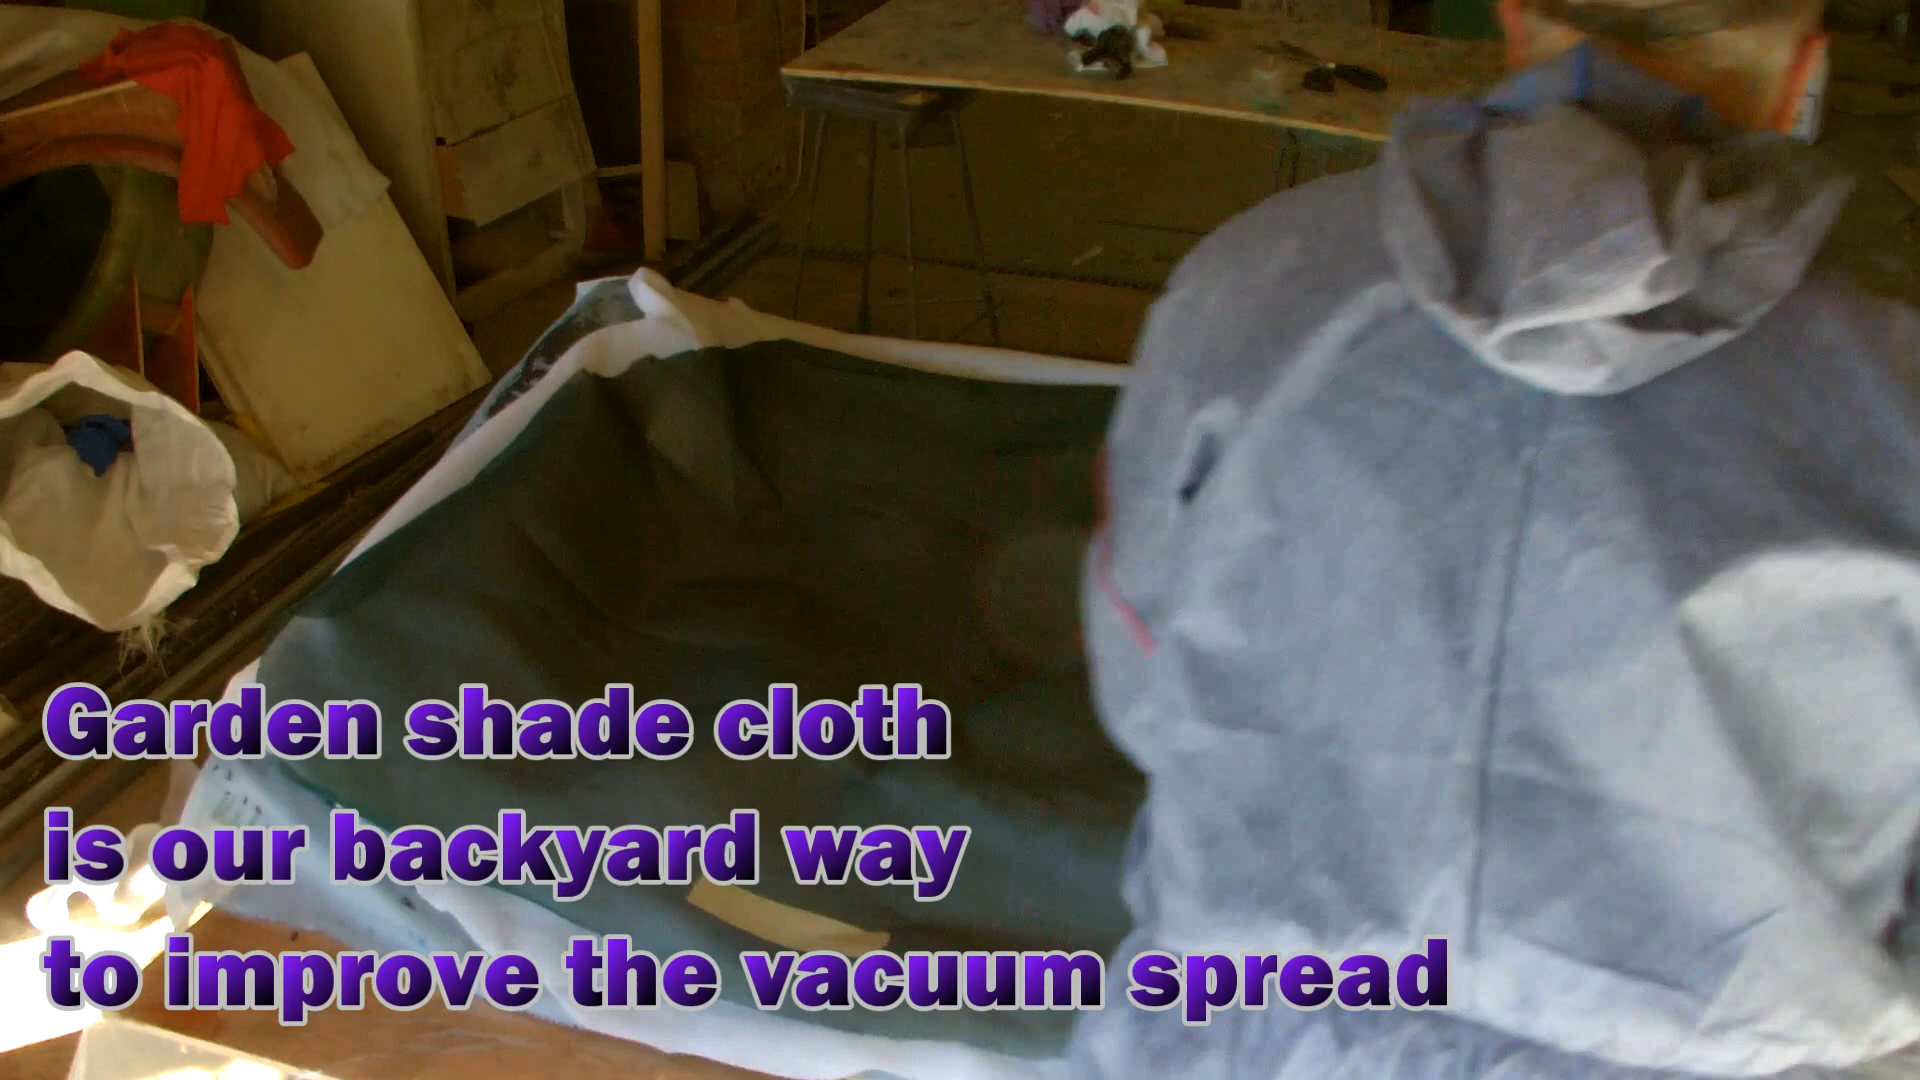 Garden shade cloth
is our backyard way
to improve the vacuum spread